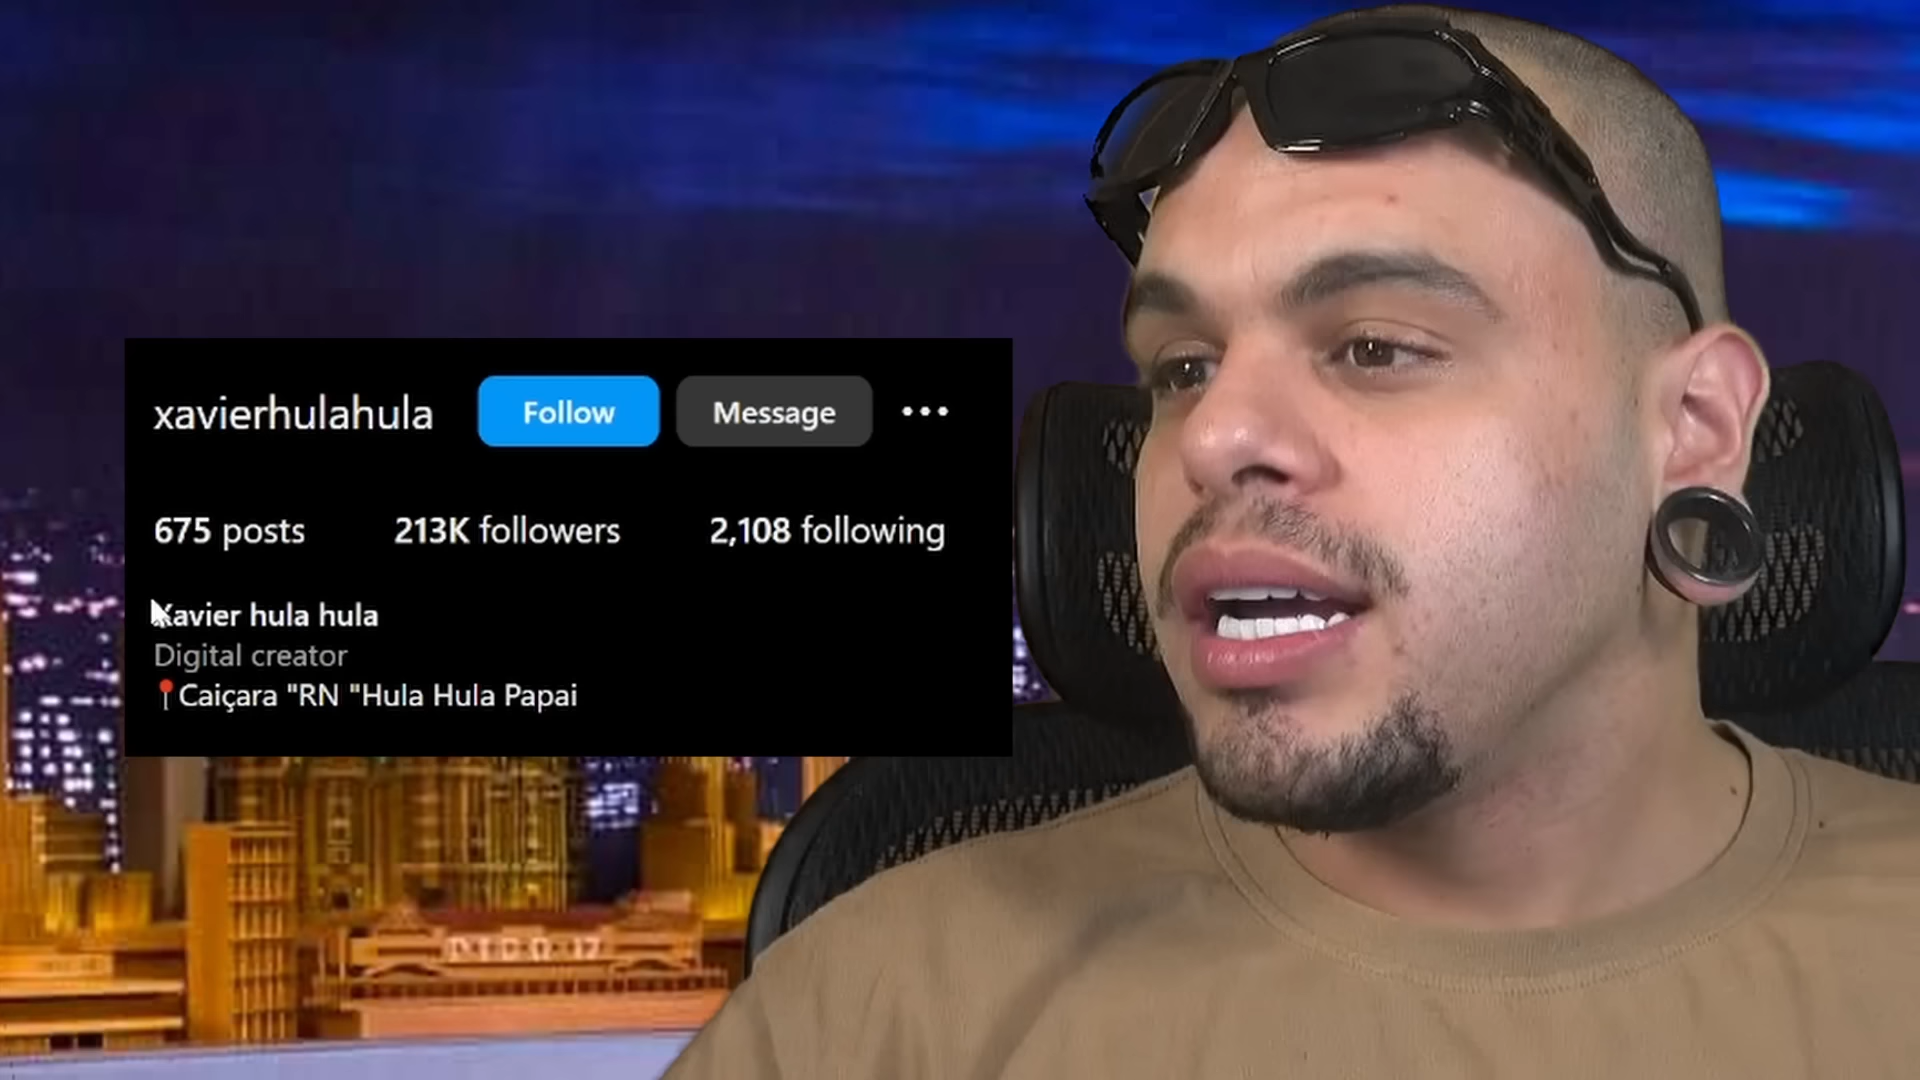 xavierhulahula Follow Message
675 posts 213K followers 2,108 following
Xavier hula hula
Digital creator
Caiçara "RN "Hula Hula Papai